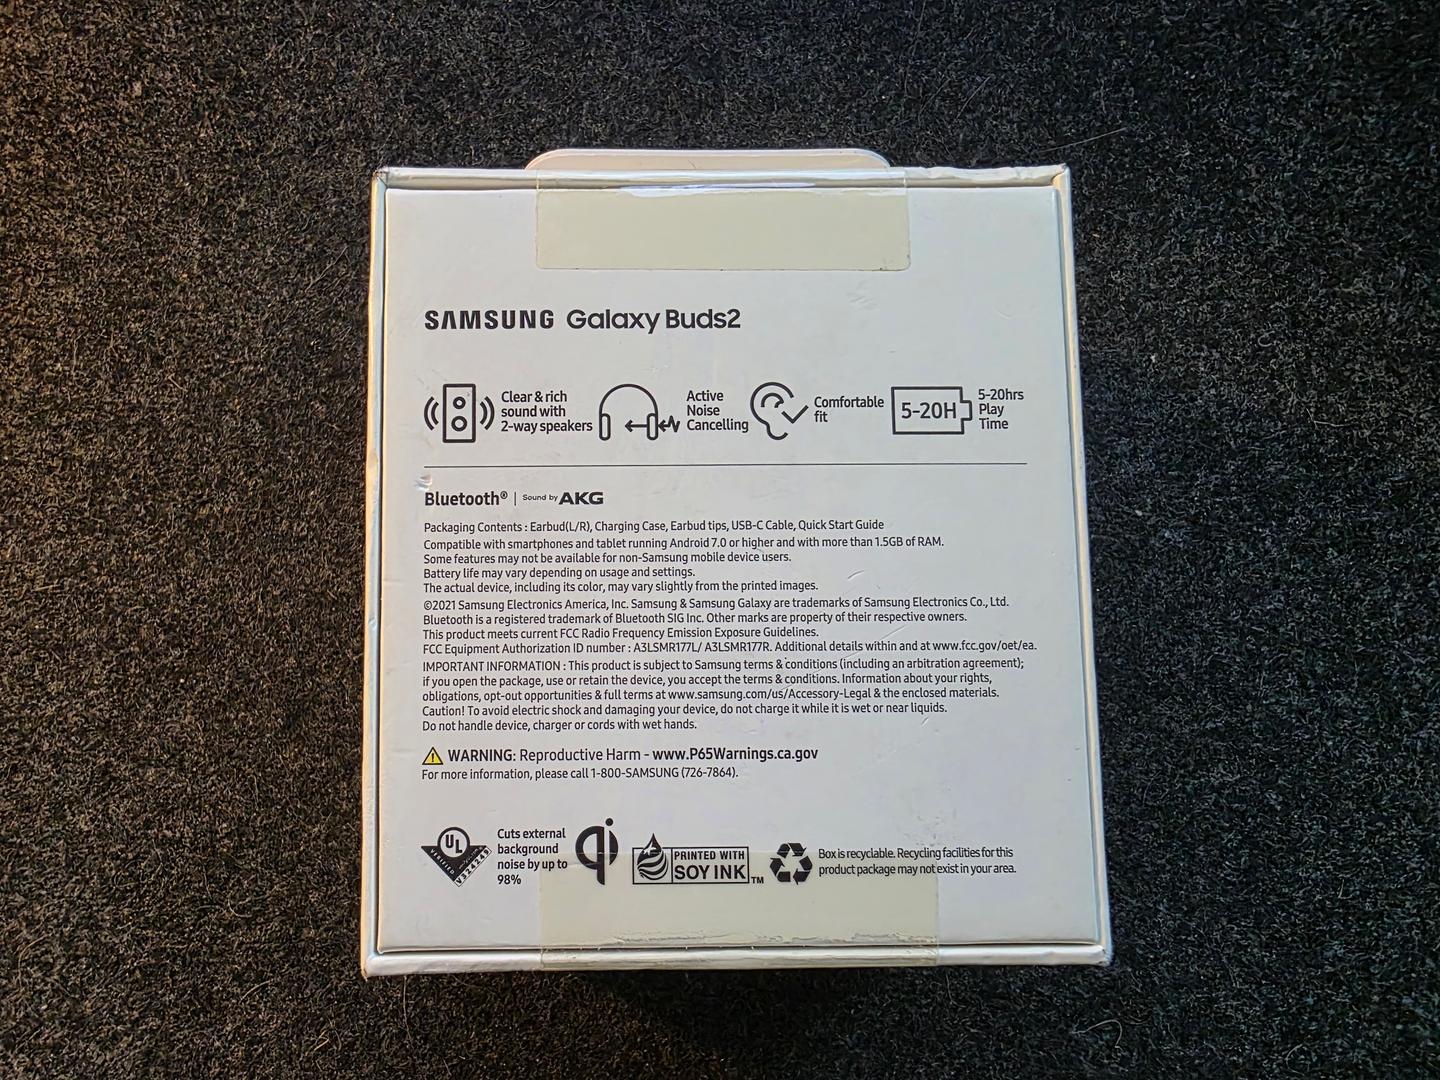 SAMSUNG Galaxy Buds2
Clear & rich
sound with
2-way speakers
Active
Noise
Cancelling
Comfortable
fit
5-20H
5-20hrs
Play
Time
Bluetooth® | Sound by AKG
Packaging Contents : Earbud(L/R), Charging Case, Earbud tips, USB-C Cable, Quick Start Guide
Compatible with smartphones and tablet running Android 7.0 or higher and with more than 1.5GB of RAM.
Some features may not be available for non-Samsung mobile device users.
Battery life may vary depending on usage and settings.
The actual device, including its color, may vary slightly from the printed images.
©2021 Samsung Electronics America, Inc. Samsung & Samsung Galaxy are trademarks of Samsung Electronics Co., Ltd.
Bluetooth is a registered trademark of Bluetooth SIG Inc. Other marks are property of their respective owners.
This product meets current FCC Radio Frequency Emission Exposure Guidelines.
FCC Equipment Authorization ID number : A3LSMR177L/ A3LSMR177R. Additional details within and at www.fcc.gov/oet/ea.
IMPORTANT INFORMATION : This product is subject to Samsung terms & conditions (including an arbitration agreement);
if you open the package, use or retain the device, you accept the terms & conditions. Information about your rights,
obligations, opt-out opportunities & full terms at www.samsung.com/us/Accessory-Legal & the enclosed materials.
Caution! To avoid electric shock and damaging your device, do not charge it while it is wet or near liquids.
Do not handle device, charger or cords with wet hands.
WARNING: Reproductive Harm - www.P65Warnings.ca.gov
For more information, please call 1-800-SAMSUNG (726-7864).
UL
VERIFIED
V324249
Cuts external
background
noise by up to
98%
qi
PRINTED WITH
SOY INK™
Box is recyclable. Recycling facilities for this
product package may not exist in your area.